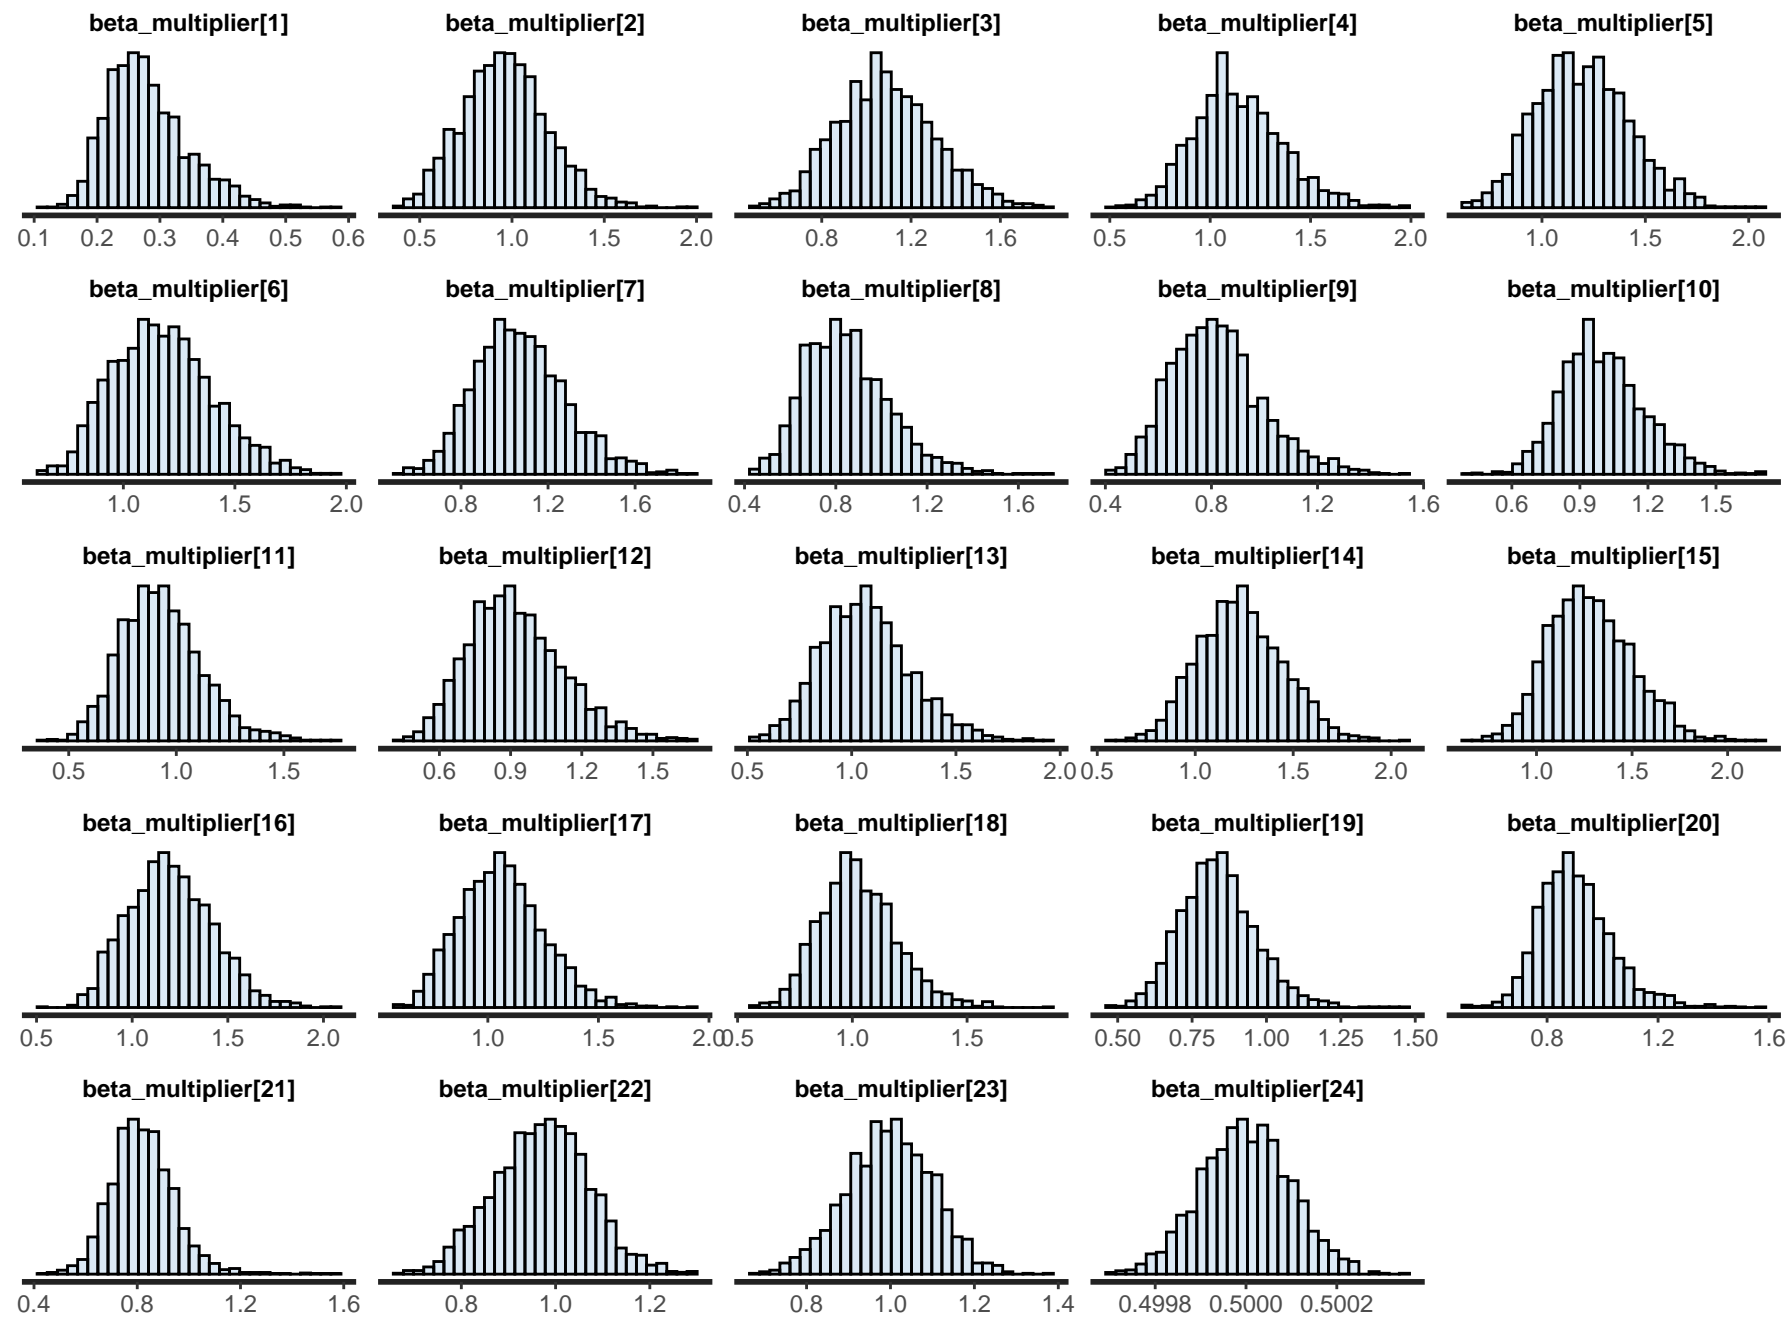 beta_multiplier[1] beta_multiplier[2] beta_multiplier[3] beta_multiplier[4] beta_multiplier[5]
0.1 0.2 0.3 0.4 0.5 0.6 0.5 1.0 1.5 2.0 0.8 1.2 1.6 0.5 1.0 1.5 2.0 1.0 1.5 2.0
beta_multiplier[6] beta_multiplier[7] beta_multiplier[8] beta_multiplier[9] beta_multiplier[10]
1.0 1.5 2.0 0.8 1.2 1.6 0.4 0.8 1.2 1.6 0.4 0.8 1.2 1.6 0.6 0.9 1.2 1.5
beta_multiplier[11] beta_multiplier[12] beta_multiplier[13] beta_multiplier[14] beta_multiplier[15]
0.5 1.0 1.5 0.6 0.9 1.2 1.5 0.5 1.0 1.5 2.0 0.5 1.0 1.5 2.0 1.0 1.5 2.0
beta_multiplier[16] beta_multiplier[17] beta_multiplier[18] beta_multiplier[19] beta_multiplier[20]
0.5 1.0 1.5 2.0 1.0 1.5 2.0 0.5 1.0 1.5 0.50 0.75 1.00 1.25 1.50 0.8 1.2 1.6
beta_multiplier[21] beta_multiplier[22] beta_multiplier[23] beta_multiplier[24]
0.4 0.8 1.2 1.6 0.8 1.0 1.2 0.8 1.0 1.2 1.4 0.4998 0.5000 0.5002